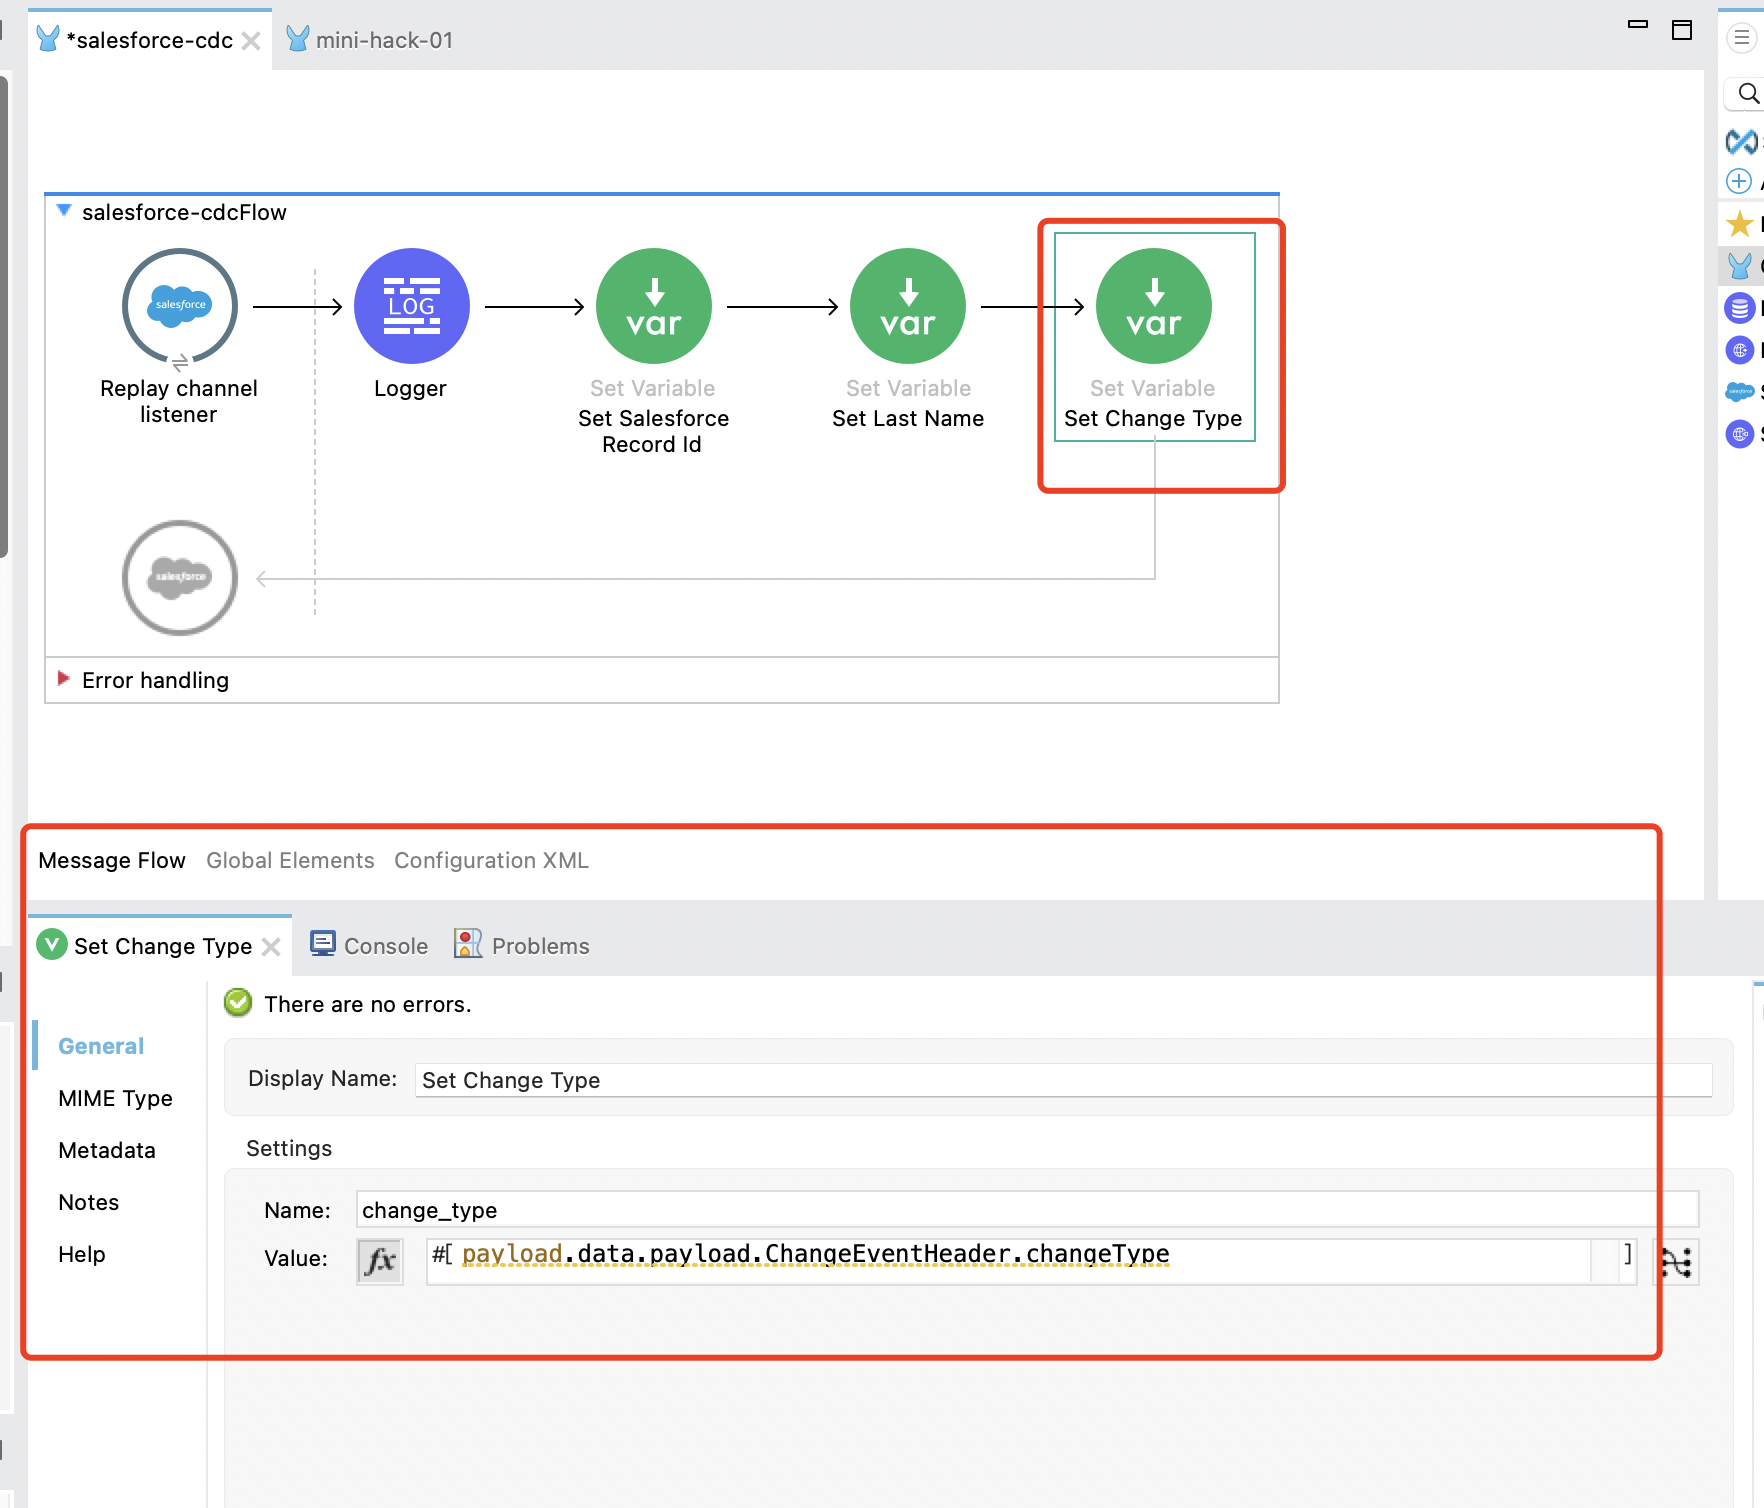 *salesforce-cdc
mini-hack-01
salesforce-cdcFlow
salesforce
LOG
var
var
var
Replay channel
listener
Logger
Set Variable
Set Salesforce
Record Id
Set Variable
Set Last Name
Set Variable
Set Change Type
salesforce
Error handling
Message Flow
Global Elements
Configuration XML
V
Set Change Type
Console
Problems
There are no errors.
General
MIME Type
Metadata
Notes
Help
Display Name:
Set Change Type
Settings
Name:
change_type
Value:
fx
#[ payload.data.payload.ChangeEventHeader.changeType ]